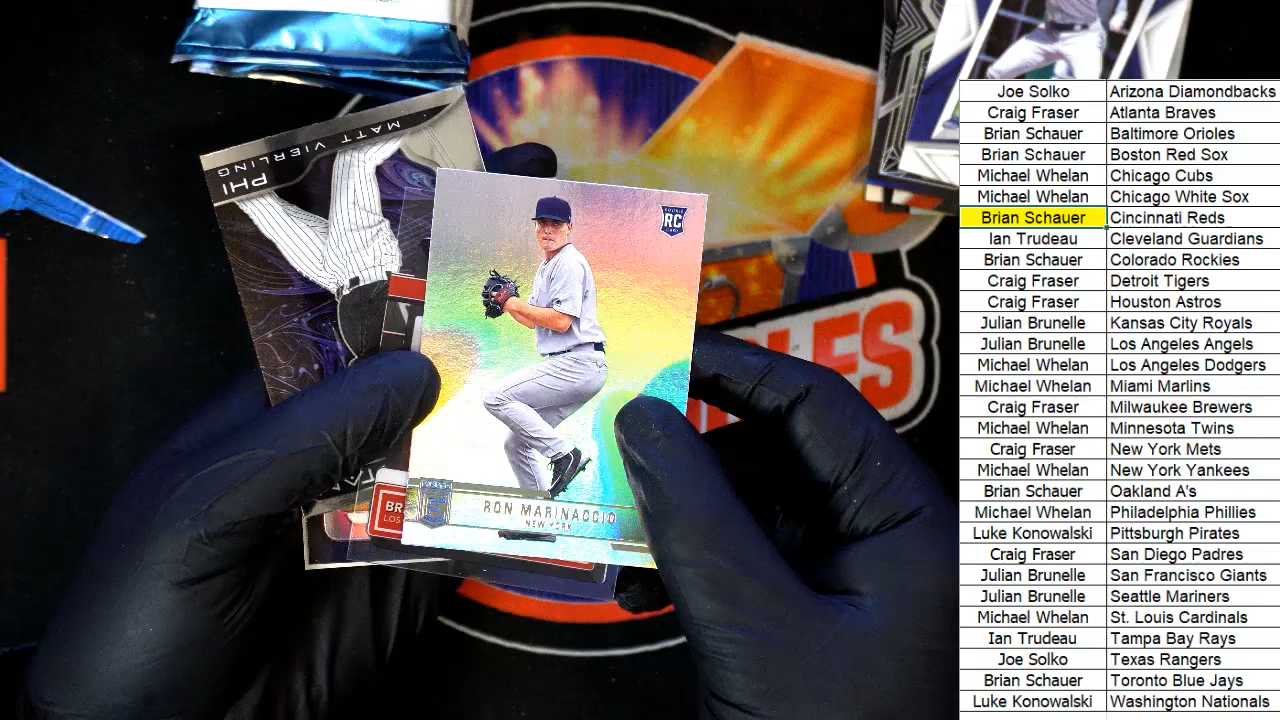 MATT VIERLING
PHI
ROOKIE
RC
CARD
LES
BR
LOS
ELITE
RON MARINACCIO
NEW YORK
Joe Solko Arizona Diamondbacks
Craig Fraser Atlanta Braves
Brian Schauer Baltimore Orioles
Brian Schauer Boston Red Sox
Michael Whelan Chicago Cubs
Michael Whelan Chicago White Sox
Brian Schauer Cincinnati Reds
Ian Trudeau Cleveland Guardians
Brian Schauer Colorado Rockies
Craig Fraser Detroit Tigers
Craig Fraser Houston Astros
Julian Brunelle Kansas City Royals
Julian Brunelle Los Angeles Angels
Michael Whelan Los Angeles Dodgers
Michael Whelan Miami Marlins
Craig Fraser Milwaukee Brewers
Michael Whelan Minnesota Twins
Craig Fraser New York Mets
Michael Whelan New York Yankees
Brian Schauer Oakland A's
Michael Whelan Philadelphia Phillies
Luke Konowalski Pittsburgh Pirates
Craig Fraser San Diego Padres
Julian Brunelle San Francisco Giants
Julian Brunelle Seattle Mariners
Michael Whelan St. Louis Cardinals
Ian Trudeau Tampa Bay Rays
Joe Solko Texas Rangers
Brian Schauer Toronto Blue Jays
Luke Konowalski Washington Nationals